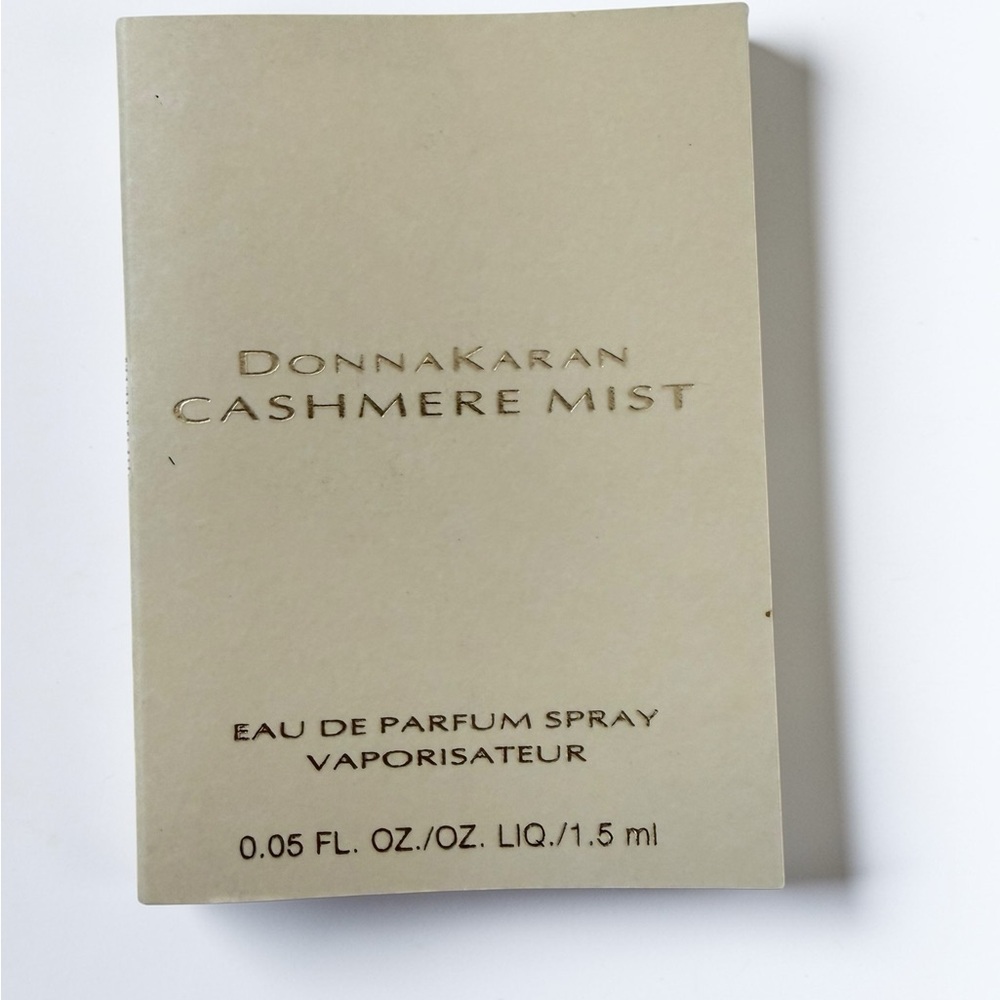 DONNAKARAN
CASHMERE MIST
EAU DE PARFUM SPRAY
VAPORISATEUR
0.05 FL. OZ./OZ. LIQ./1.5 ml